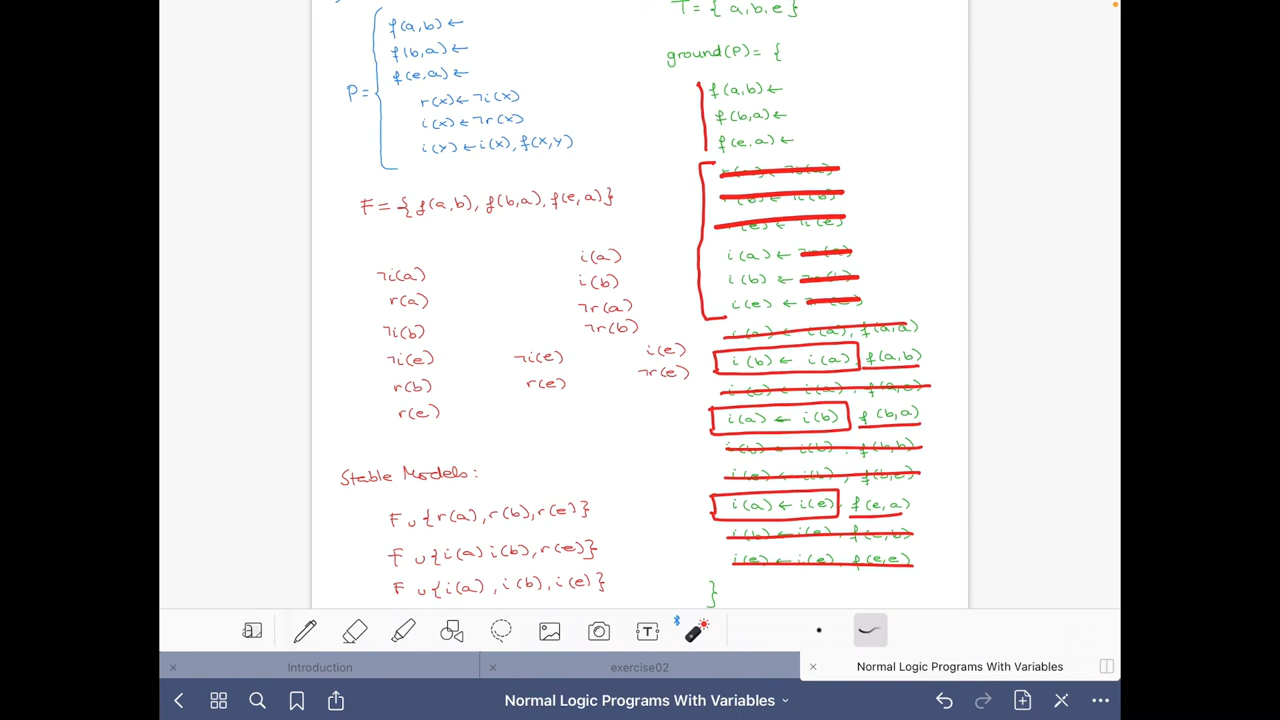 T = { a, b, e }
P =
f(a,b) ←
f(b,a) ←
f(e,a) ←
r(x) ← ¬i(x)
i(x) ← ¬r(x)
i(y) ← i(x), f(x,y)
F = { f(a,b), f(b,a), f(e,a) }
¬i(a)
r(a)
¬i(b)
¬i(e)
r(b)
r(e)
¬i(e)
r(e)
i(a)
i(b)
¬r(a)
¬r(b)
i(e)
¬r(e)
Stable Models:
F ∪ { r(a), r(b), r(e) }
F ∪ { i(a) i(b), r(e) }
F ∪ { i(a) , i(b), i(e) }
ground(P) = {
f(a,b) ←
f(b,a) ←
f(e,a) ←
r(a) ← ¬i(a)
r(b) ← ¬i(b)
r(e) ← ¬i(e)
i(a) ← ¬r(a)
i(b) ← ¬r(b)
i(e) ← ¬r(e)
i(a) ← i(a), f(a,a)
i(b) ← i(a), f(a,b)
i(e) ← i(a), f(a,e)
i(a) ← i(b) f(b,a)
i(b) ← i(b), f(b,b)
i(e) ← i(b), f(b,e)
i(a) ← i(e), f(e,a)
i(b) ← i(e), f(e,b)
i(e) ← i(e), f(e,e)
}
Introduction
exercise02
Normal Logic Programs With Variables
Normal Logic Programs With Variables